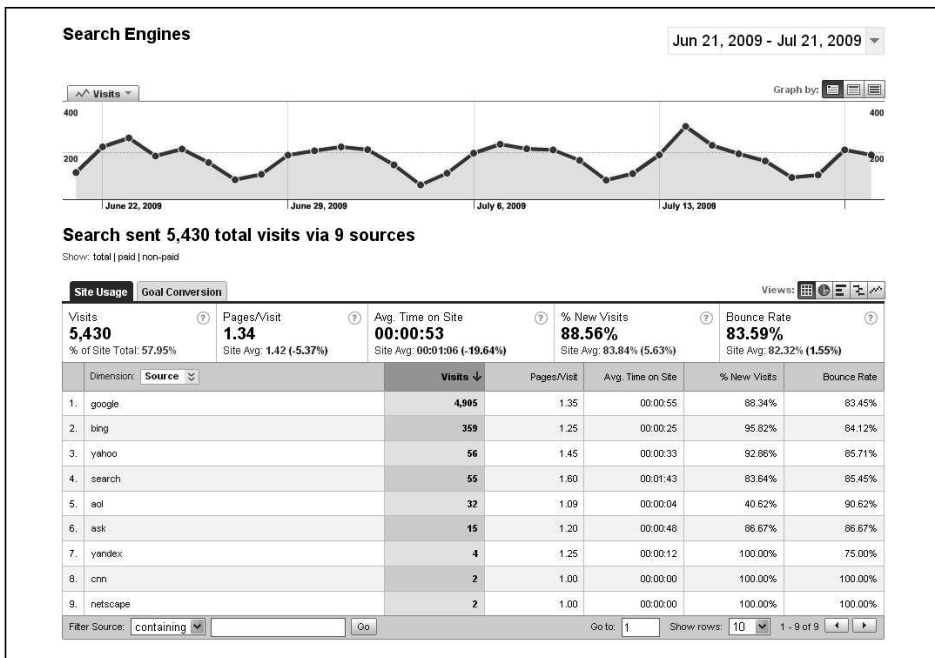 Search Engines
Jun 21, 2009 - Jul 21, 2009
Visits
Graph by:
400 400
200 200
June 22, 2009 June 29, 2009 July 6, 2009 July 13, 2009
Search sent 5,430 total visits via 9 sources
Show: total | paid | non-paid
Site Usage Goal Conversion Views:
Visits ? Pages/Visit ? Avg. Time on Site ? % New Visits ? Bounce Rate ?
5,430 1.34 00:00:53 88.56% 83.59%
% of Site Total: 57.95% Site Avg: 1.42 (-5.37%) Site Avg: 00:01:06 (-19.64%) Site Avg: 83.84% (5.63%) Site Avg: 82.32% (1.55%)
Dimension: Source Visits ↓ Pages/Visit Avg. Time on Site % New Visits Bounce Rate
1. google 4,905 1.35 00:00:55 88.34% 83.45%
2. bing 359 1.25 00:00:25 95.82% 84.12%
3. yahoo 56 1.45 00:00:33 92.86% 85.71%
4. search 55 1.60 00:01:43 83.64% 85.45%
5. aol 32 1.09 00:00:04 40.62% 90.62%
6. ask 15 1.20 00:00:48 86.67% 86.67%
7. yandex 4 1.25 00:00:12 100.00% 75.00%
8. cnn 2 1.00 00:00:00 100.00% 100.00%
9. netscape 2 1.00 00:00:00 100.00% 100.00%
Filter Source: containing Go Go to: 1 Show rows: 10 1 - 9 of 9